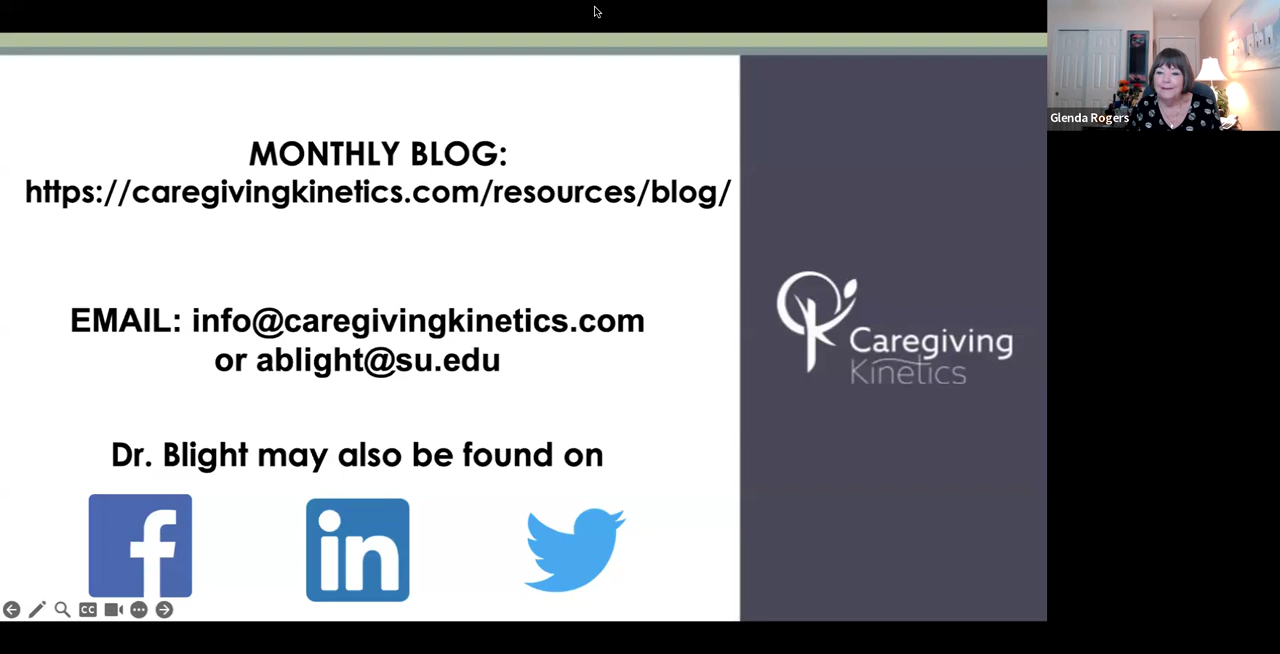 MONTHLY BLOG:
https://caregivingkinetics.com/resources/blog/
EMAIL: info@caregivingkinetics.com
or ablight@su.edu
Dr. Blight may also be found on
f
in
Caregiving
Kinetics
CC
Glenda Rogers